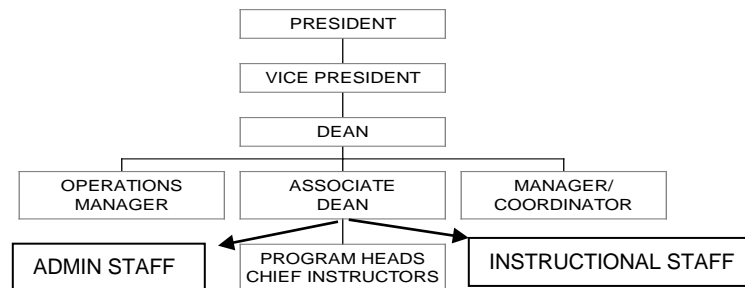 PRESIDENT
VICE PRESIDENT
DEAN
OPERATIONS
MANAGER
ASSOCIATE
DEAN
MANAGER/
COORDINATOR
ADMIN STAFF
PROGRAM HEADS
CHIEF INSTRUCTORS
INSTRUCTIONAL STAFF